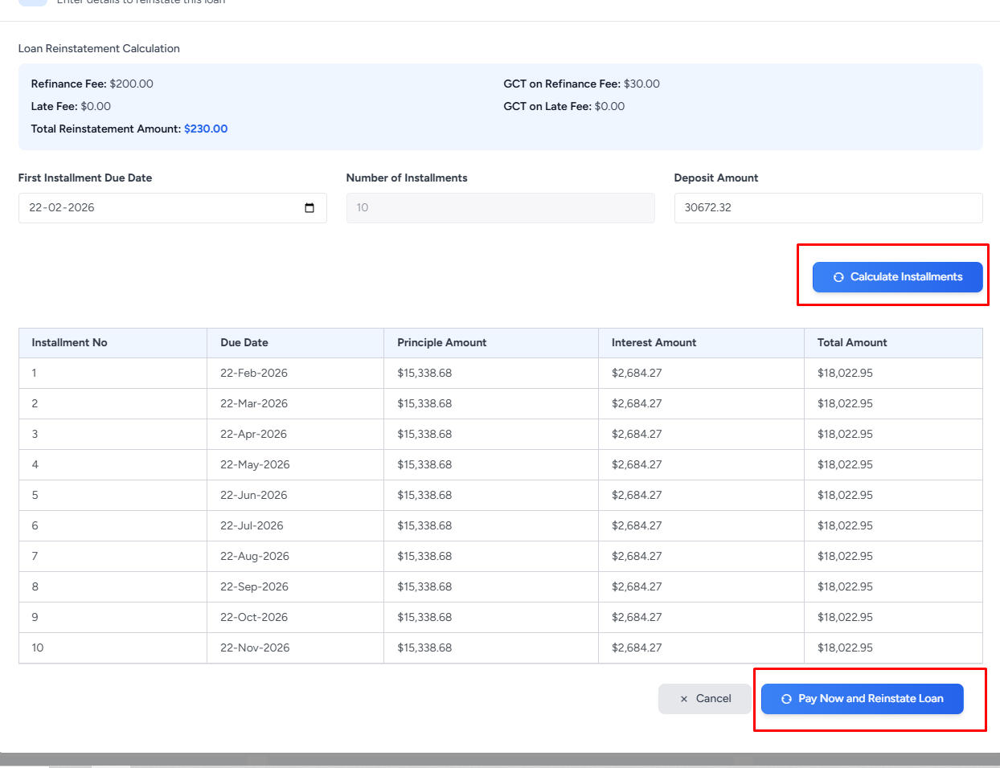 Enter details to reinstate this loan
Loan Reinstatement Calculation
Refinance Fee: $200.00 GCT on Refinance Fee: $30.00
Late Fee: $0.00 GCT on Late Fee: $0.00
Total Reinstatement Amount: $230.00
First Installment Due Date Number of Installments Deposit Amount
22-02-2026 10 30672.32
Calculate Installments
Installment No Due Date Principle Amount Interest Amount Total Amount
1 22-Feb-2026 $15,338.68 $2,684.27 $18,022.95
2 22-Mar-2026 $15,338.68 $2,684.27 $18,022.95
3 22-Apr-2026 $15,338.68 $2,684.27 $18,022.95
4 22-May-2026 $15,338.68 $2,684.27 $18,022.95
5 22-Jun-2026 $15,338.68 $2,684.27 $18,022.95
6 22-Jul-2026 $15,338.68 $2,684.27 $18,022.95
7 22-Aug-2026 $15,338.68 $2,684.27 $18,022.95
8 22-Sep-2026 $15,338.68 $2,684.27 $18,022.95
9 22-Oct-2026 $15,338.68 $2,684.27 $18,022.95
10 22-Nov-2026 $15,338.68 $2,684.27 $18,022.95
× Cancel Pay Now and Reinstate Loan